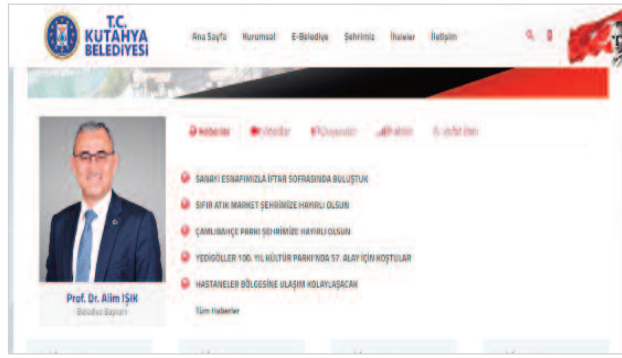 T.C.
KÜTAHYA
BELEDİYESİ
Ana Sayfa Kurumsal E-Belediye Şehrimiz İhaleler İletişim
Haberler
SANAYİ ESNAFIMIZLA İFTAR SOFRASINDA BULUŞTUK
SIFIR ATIK MARKET ŞEHRİMİZE HAYIRLI OLSUN
ÇAMLIBAHÇE PARKI ŞEHRİMİZE HAYIRLI OLSUN
YEDİGÖLLER 100. YIL KÜLTÜR PARKI'NDA 57. ALAY İÇİN KOŞTULAR
HASTANELER BÖLGESİNE ULAŞIM KOLAYLAŞACAK
Tüm Haberler
Prof. Dr. Alim IŞIK
Belediye Başkanı